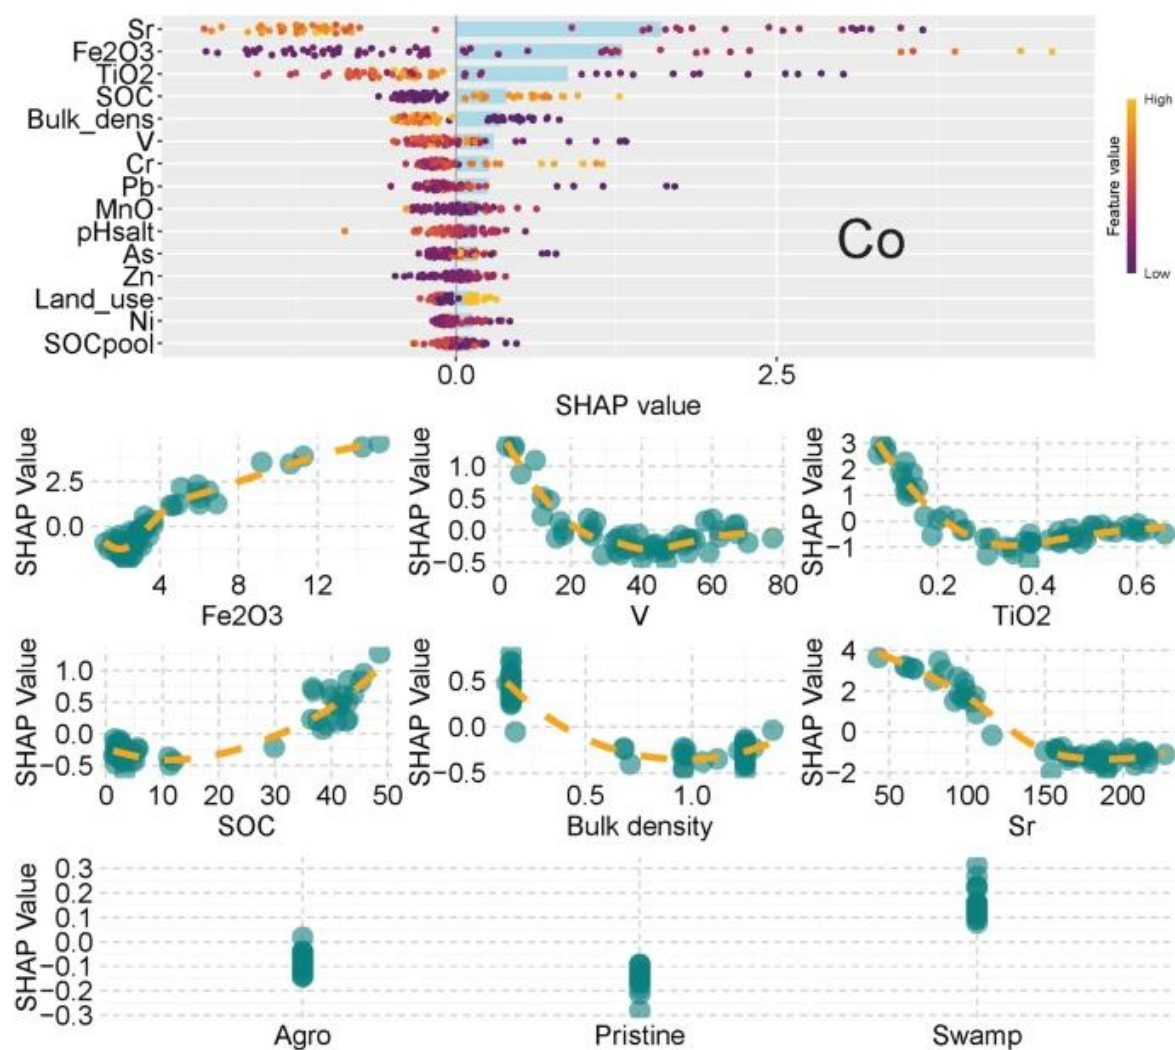 Sr
Fe2O3
TiO2
SOC
Bulk_dens
V
Cr
Pb
MnO
pHsalt
As
Zn
Land_use
Ni
SOCpool
Co
High
Feature value
Low
0.0 2.5
SHAP value
SHAP Value
2.5
0.0
4 8 12
Fe2O3
SHAP Value
1.0
0.5
0.0
−0.5
0 20 40 60 80
V
SHAP Value
3
2
1
0
−1
0.2 0.4 0.6
TiO2
SHAP Value
1.0
0.5
0.0
−0.5
0 10 20 30 40 50
SOC
SHAP Value
0.5
0.0
−0.5
0.5 1.0
Bulk density
SHAP Value
4
2
0
−2
50 100 150 200
Sr
SHAP Value
0.3
0.2
0.1
0.0
−0.1
−0.2
−0.3
Agro Pristine Swamp